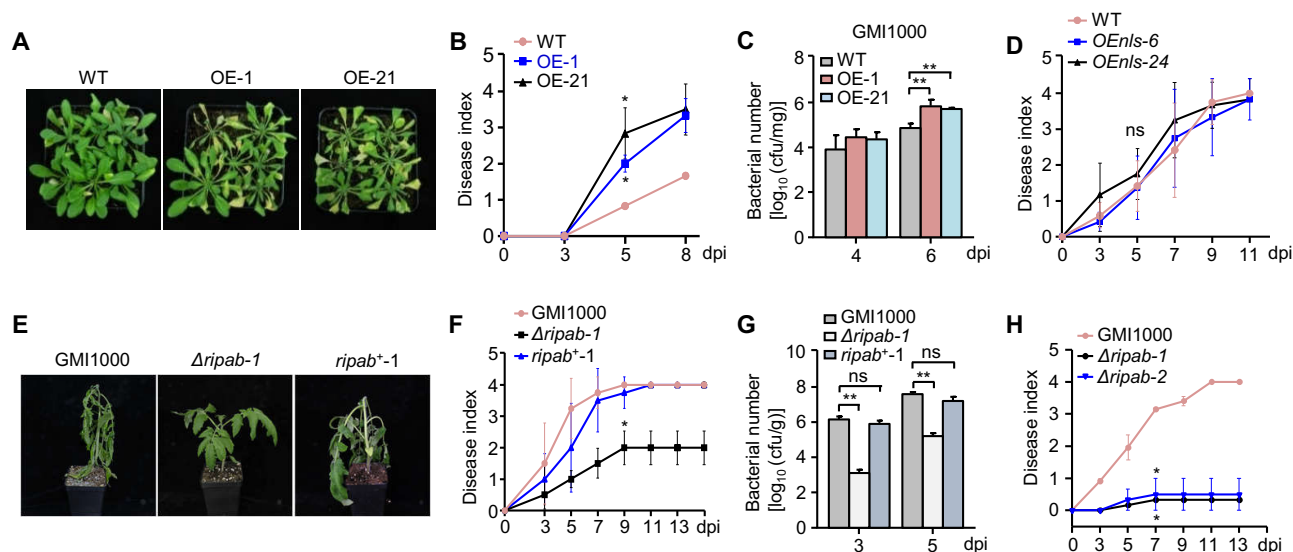 A
WT
OE-1
OE-21
B
WT
OE-1
OE-21
Disease index
5
4
3
2
1
0
*
*
0
3
5
8
dpi
C
GMI1000
WT
OE-1
OE-21
Bacterial number
[log10 (cfu/mg)]
8
6
4
2
0
**
**
4
6
dpi
D
WT
OEnls-6
OEnls-24
Disease index
5
4
3
2
1
0
ns
0
3
5
7
9
11
dpi
E
GMI1000
Δripab-1
ripab⁺-1
F
GMI1000
Δripab-1
ripab⁺-1
Disease index
5
4
3
2
1
0
*
0
3
5
7
9
11
13
dpi
G
GMI1000
Δripab-1
ripab⁺-1
Bacterial number
[log10 (cfu/g)]
10
8
6
4
2
0
ns
**
ns
**
3
5
dpi
H
GMI1000
Δripab-1
Δripab-2
Disease index
5
4
3
2
1
0
*
*
0
3
5
7
9
11
13
dpi